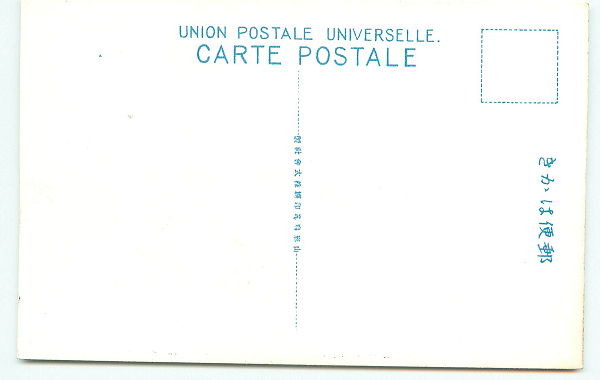 UNION POSTALE UNIVERSELLE.
CARTE POSTALE
きかは便郵